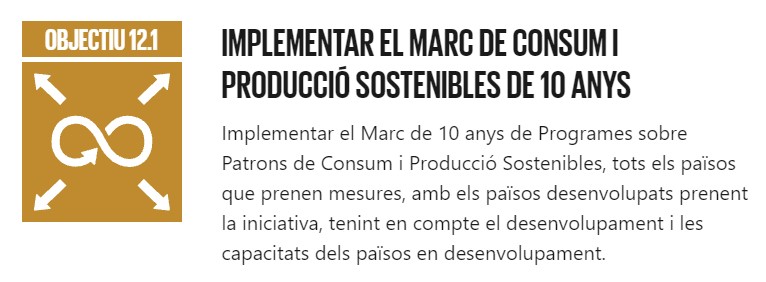 OBJECTIU 12.1
IMPLEMENTAR EL MARC DE CONSUM I
PRODUCCIÓ SOSTENIBLES DE 10 ANYS
Implementar el Marc de 10 anys de Programes sobre
Patrons de Consum i Producció Sostenibles, tots els països
que prenen mesures, amb els països desenvolupats prenent
la iniciativa, tenint en compte el desenvolupament i les
capacitats dels països en desenvolupament.